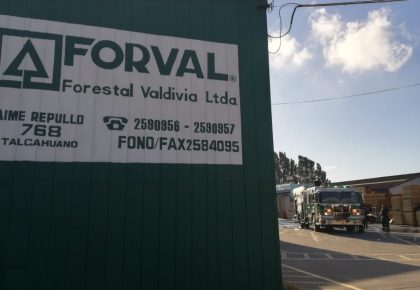 FORVAL®
Forestal Valdivia Ltda.
AIME REPULLO
768
TALCAHUANO
☎ 2590956 - 2590957
FONO/FAX2584095